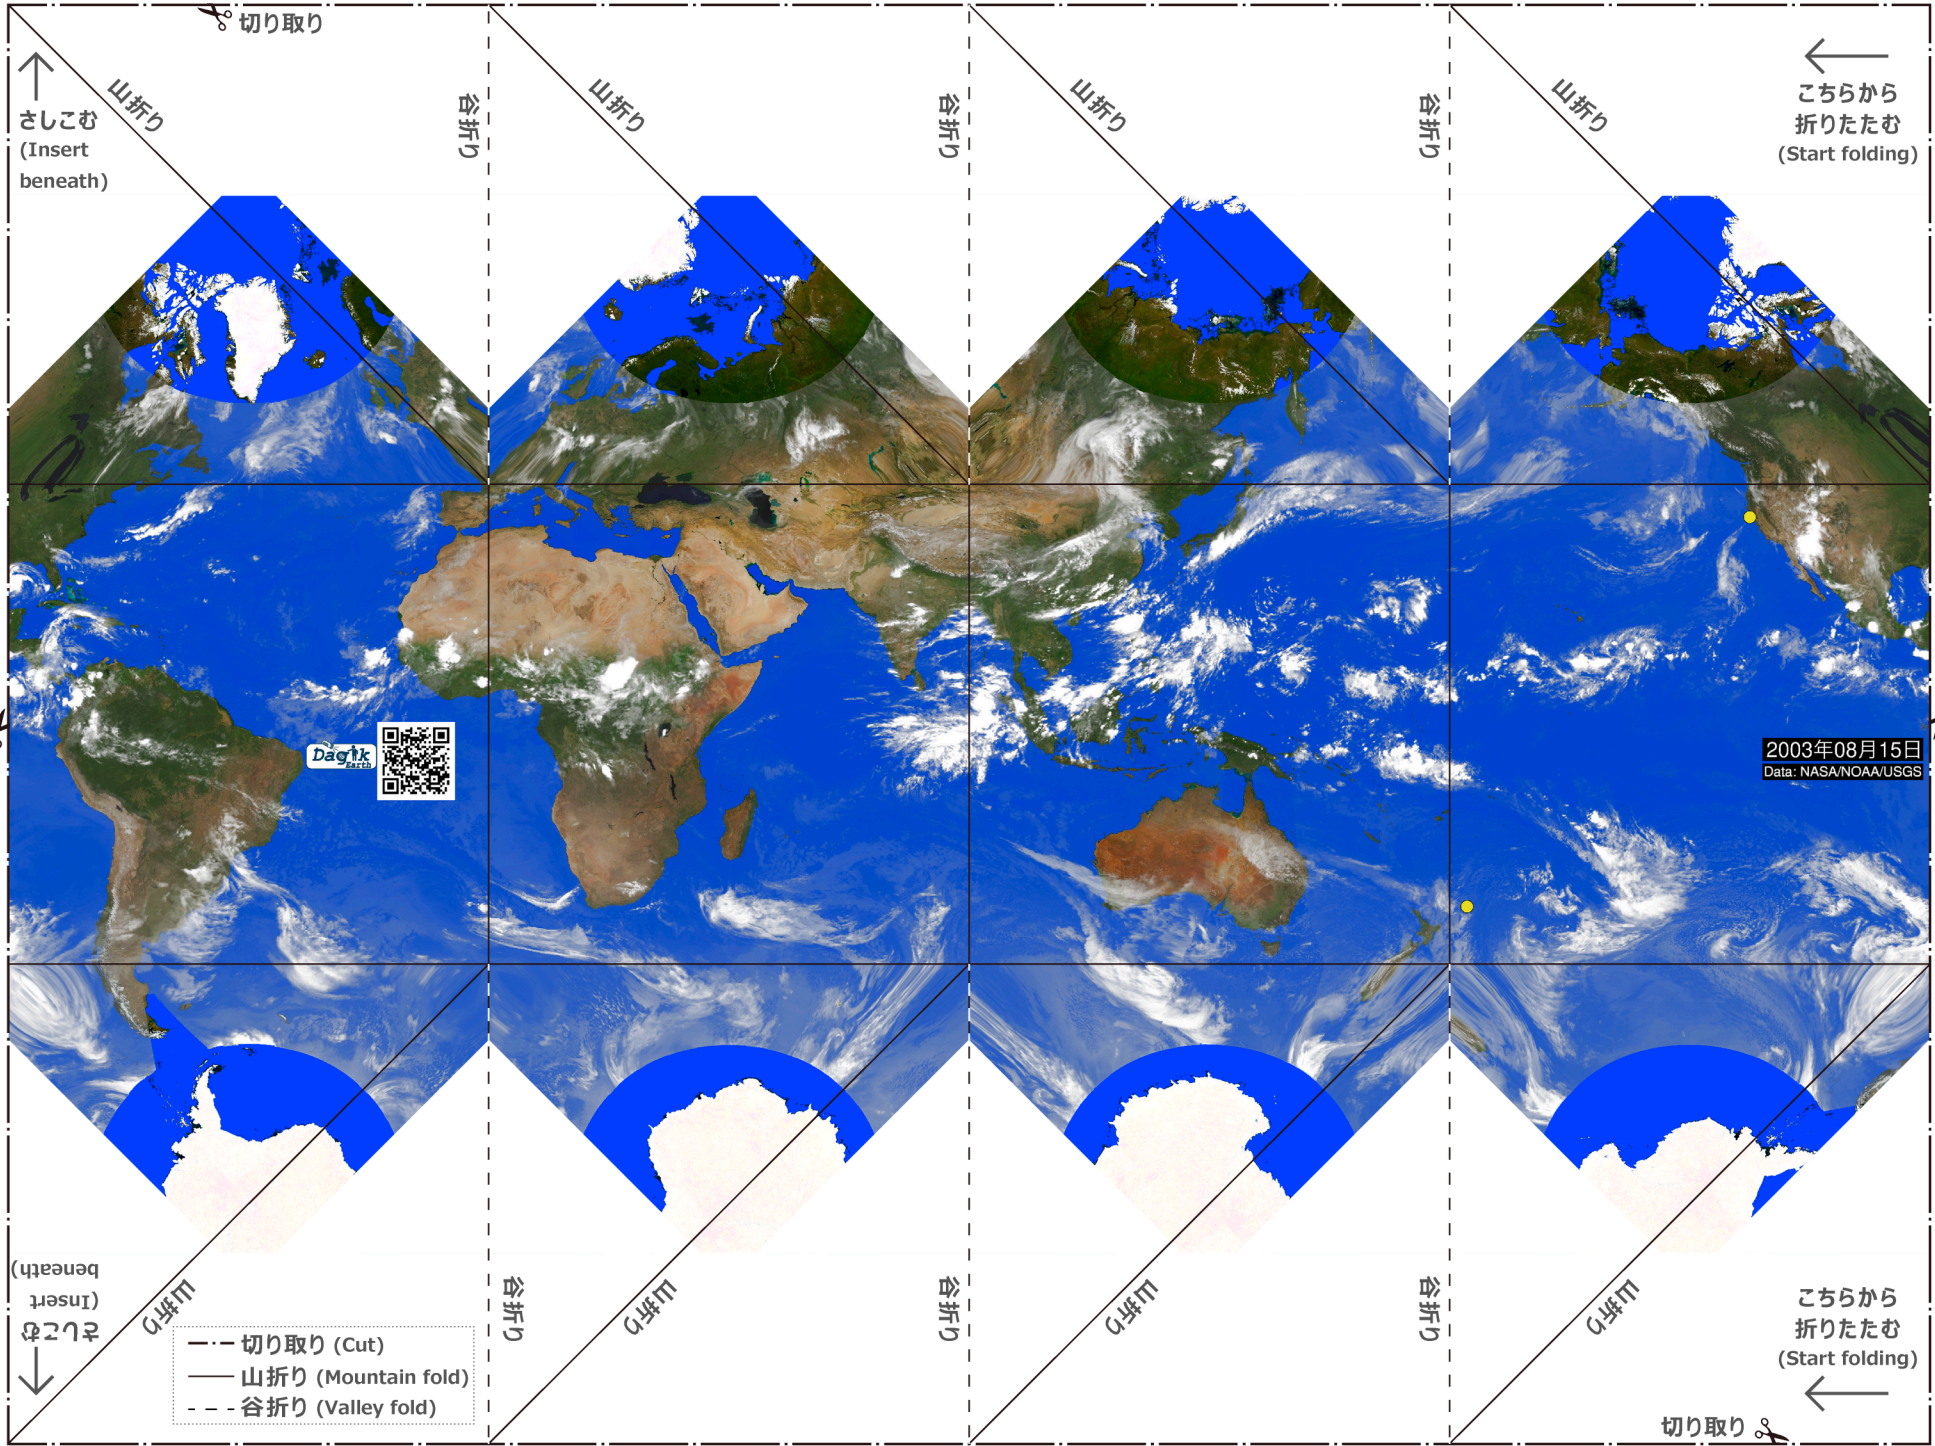 切り取り
さしこむ
(Insert
beneath)
山折り
谷折り
山折り
谷折り
山折り
谷折り
山折り
こちらから
折りたたむ
(Start folding)
Dagik
Earth
2003年08月15日
Data: NASA/NOAA/USGS
さしこむ
(Insert
beneath)
山折り
谷折り
山折り
谷折り
山折り
谷折り
山折り
こちらから
折りたたむ
(Start folding)
切り取り (Cut)
山折り (Mountain fold)
谷折り (Valley fold)
切り取り